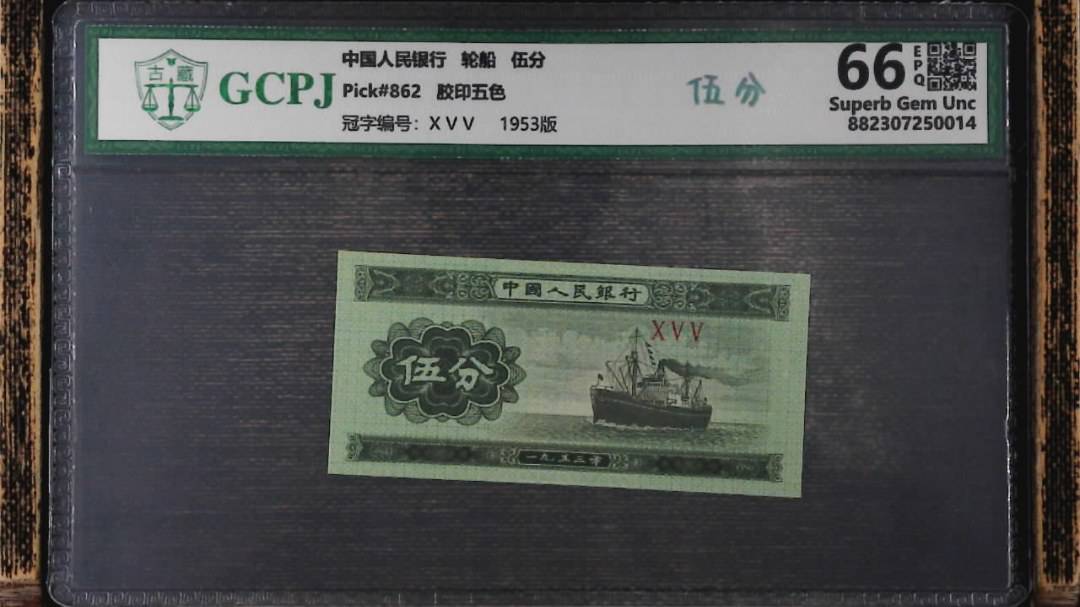 古藏
GCPJ
中国人民银行 轮船 伍分
Pick#862 胶印五色
冠字编号：X V V 1953版
伍分
66 EPQ
Superb Gem Unc
882307250014
中國人民銀行
XVV
伍分
一九五三年